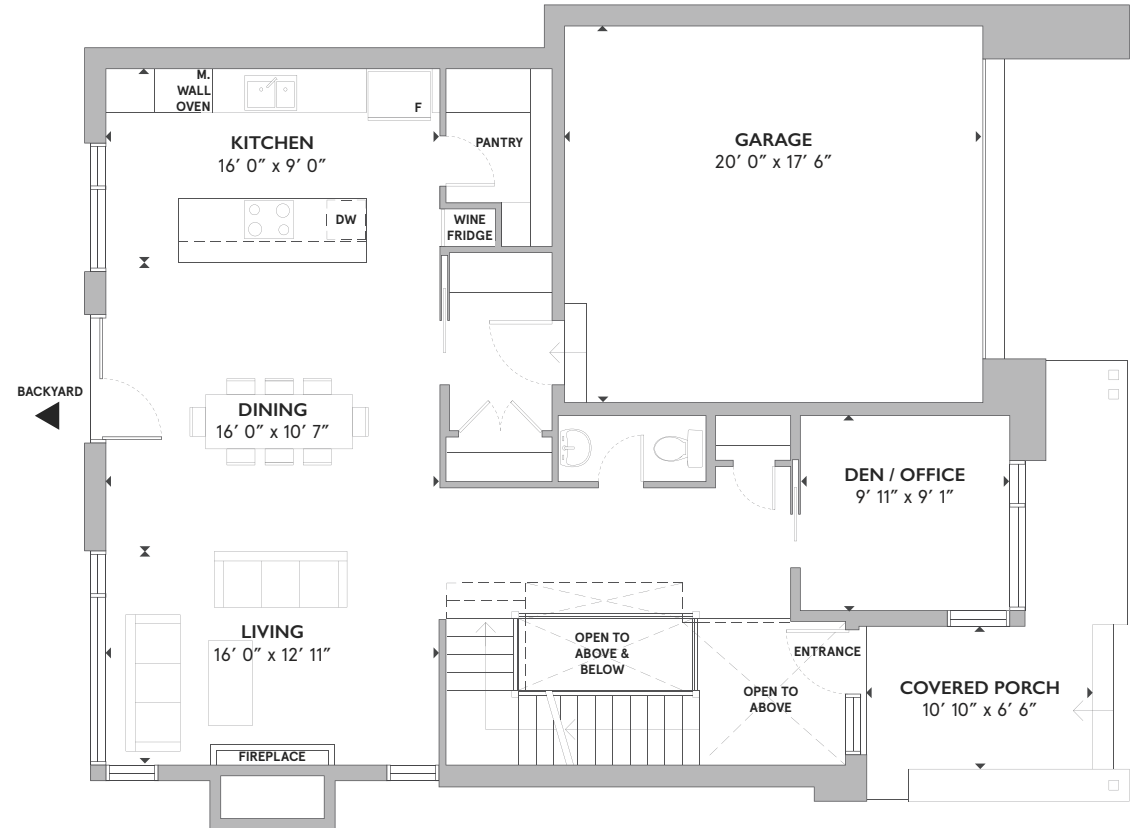 M.
WALL
OVEN
F
KITCHEN
16′ 0″ x 9′ 0″
PANTRY
GARAGE
20′ 0″ x 17′ 6″
DW
WINE
FRIDGE
BACKYARD
DINING
16′ 0″ x 10′ 7″
DEN / OFFICE
9′ 11″ x 9′ 1″
LIVING
16′ 0″ x 12′ 11″
OPEN TO
ABOVE &
BELOW
ENTRANCE
OPEN TO
ABOVE
COVERED PORCH
10′ 10″ x 6′ 6″
FIREPLACE